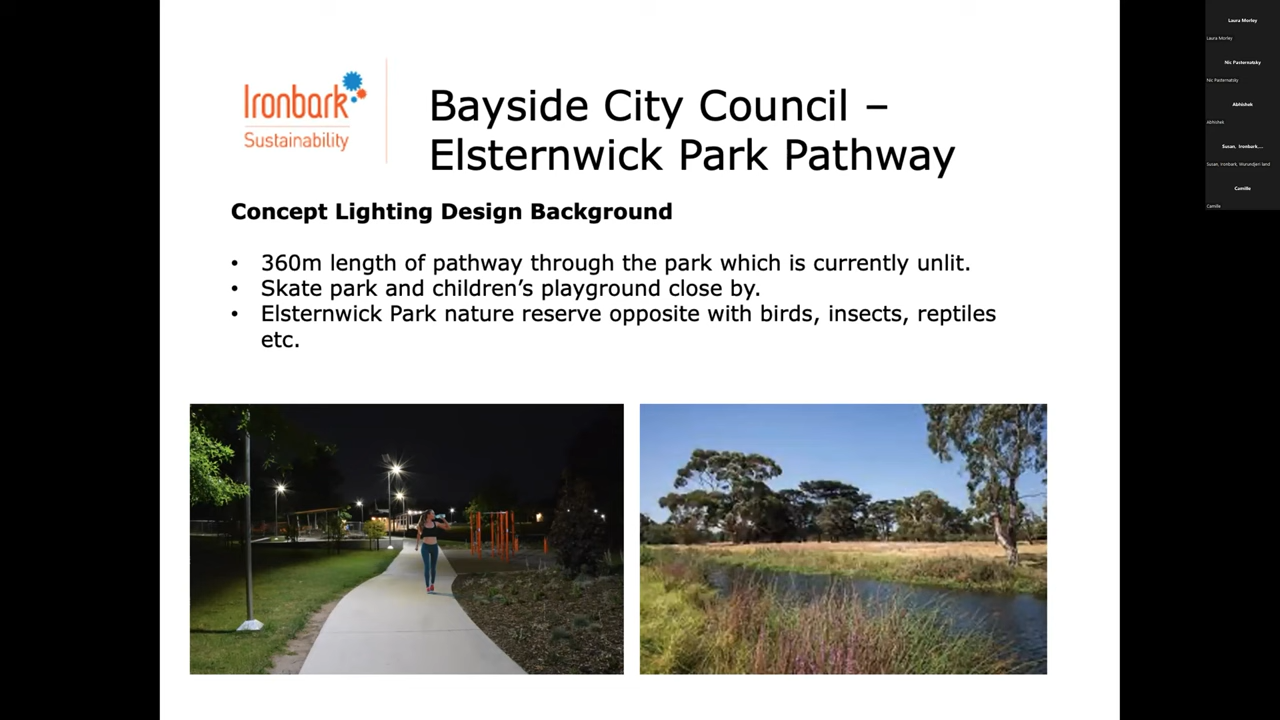 Ironbark
Sustainability
Bayside City Council –
Elsternwick Park Pathway
Concept Lighting Design Background
• 360m length of pathway through the park which is currently unlit.
• Skate park and children’s playground close by.
• Elsternwick Park nature reserve opposite with birds, insects, reptiles
etc.
Laura Morley
Laura Morley
Nic Pasternatsky
Nic Pasternatsky
Abhishek
Abhishek
Susan, Ironbark,...
Susan, Ironbark, Wurundjeri land
Camille
Camille